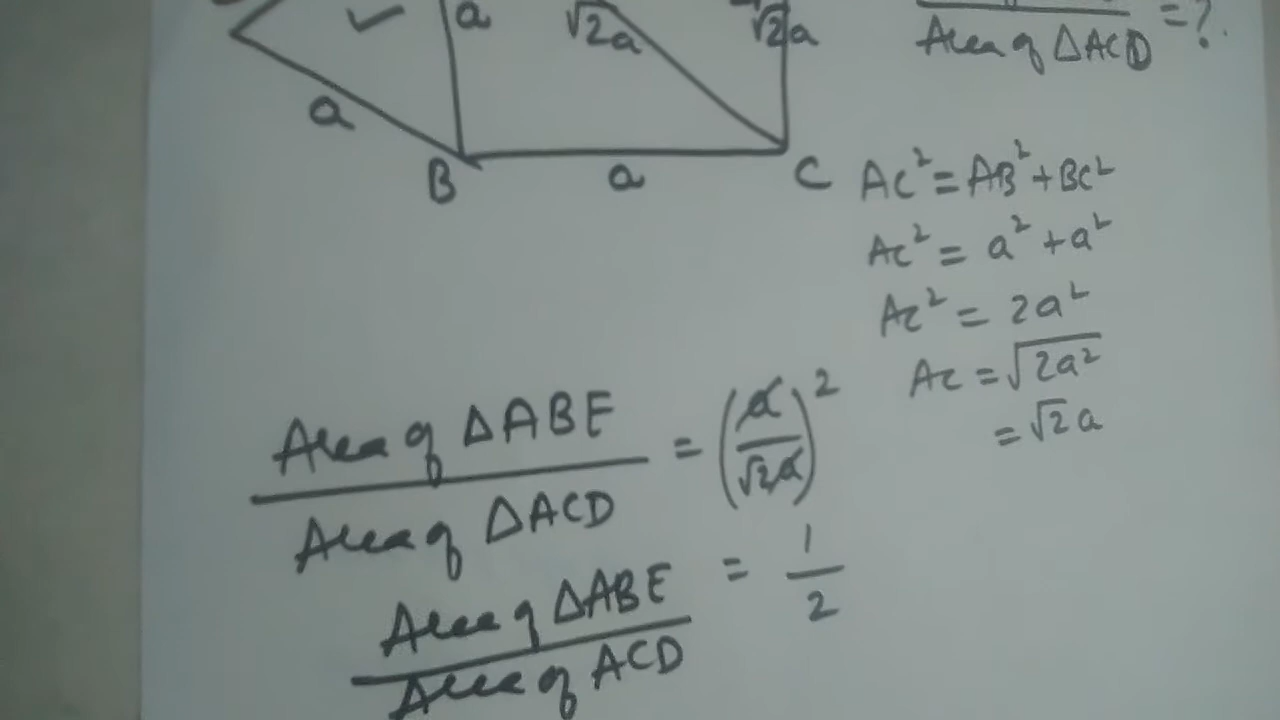 a
√2a
√2a
= ?
Area of ΔACD
a
B
a
C
AC² = AB² + BC²
AC² = a² + a²
AC² = 2a²
AC = √2a²
= √2a
Area of ΔABE = (a/√2a)²
Area of ΔACD
Area of ΔABE = 1/2
Area of ACD